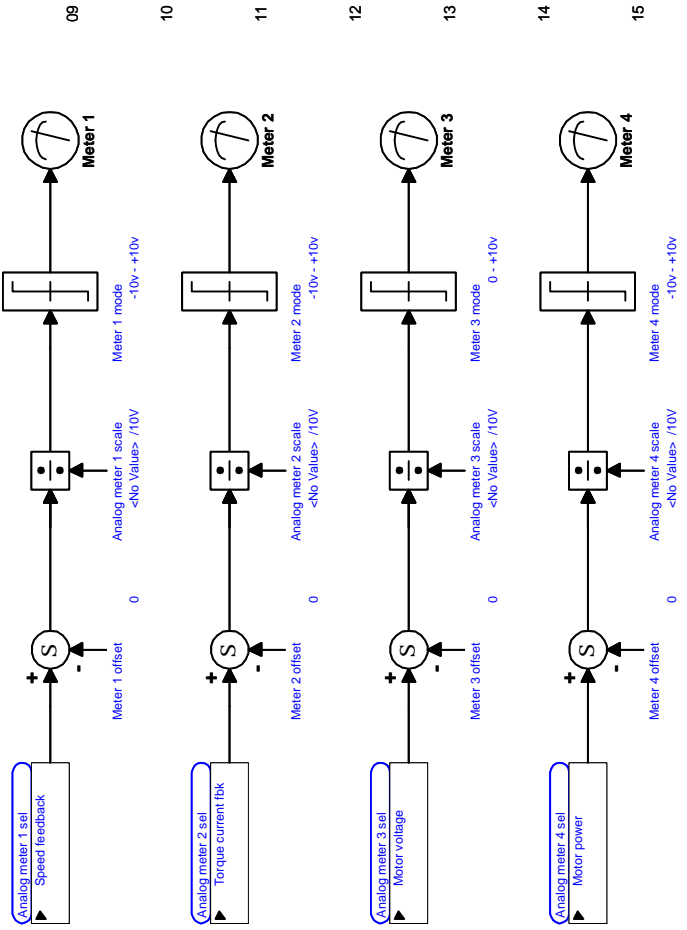 Analog meter 1 sel
Speed feedback
+
S
-
Meter 1 offset
0
Analog meter 1 scale
<No Value> /10V
Meter 1 mode
-10v - +10v
Meter 1
09
10
Analog meter 2 sel
Torque current fbk
+
S
-
Meter 2 offset
0
Analog meter 2 scale
<No Value> /10V
Meter 2 mode
-10v - +10v
Meter 2
11
12
Analog meter 3 sel
Motor voltage
+
S
-
Meter 3 offset
0
Analog meter 3 scale
<No Value> /10V
Meter 3 mode
0 - +10v
Meter 3
13
14
Analog meter 4 sel
Motor power
+
S
-
Meter 4 offset
0
Analog meter 4 scale
<No Value> /10V
Meter 4 mode
-10v - +10v
Meter 4
15